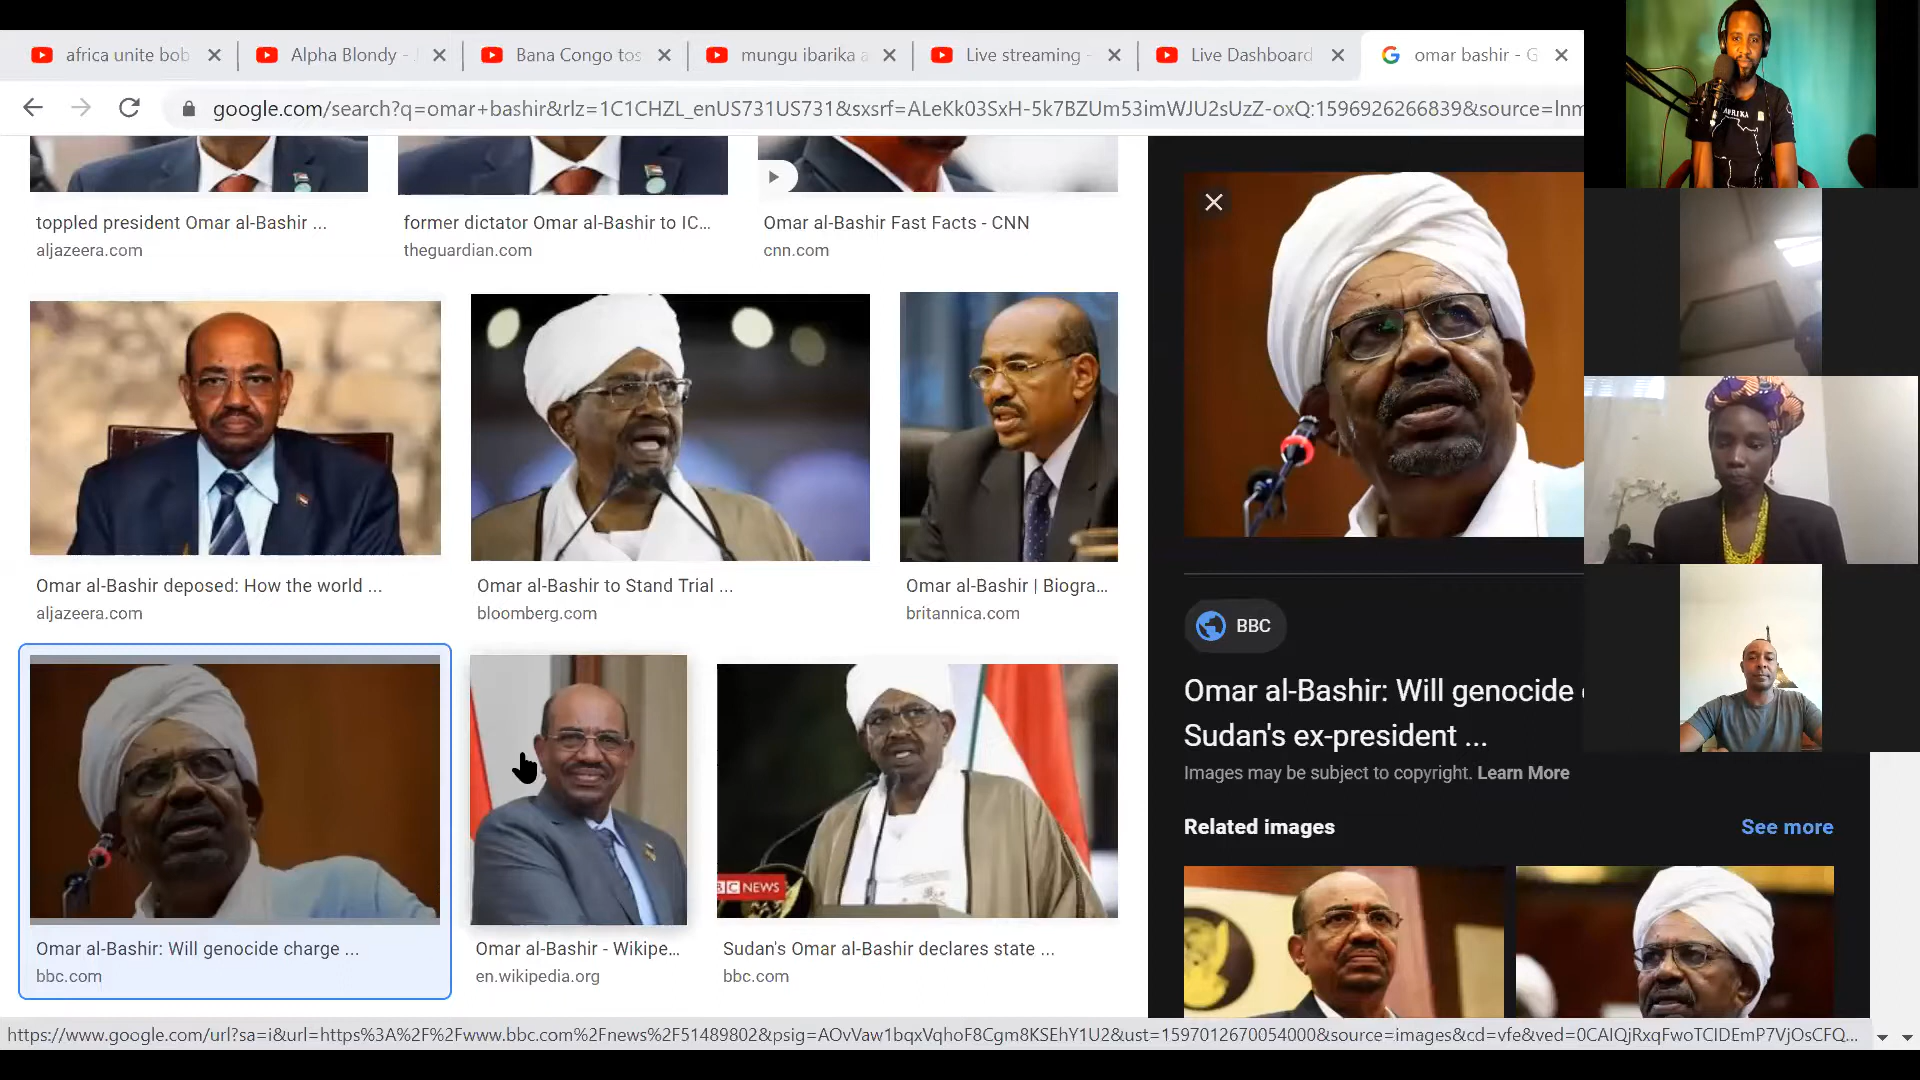 africa unite bob
Alpha Blondy -
Bana Congo tos
mungu ibarika a
Live streaming -
Live Dashboard
omar bashir - G
google.com/search?q=omar+bashir&rlz=1C1CHZL_enUS731US731&sxsrf=ALeKk03SxH-5k7BZUm53imWJU2sUzZ-oxQ:1596926266839&source=lnm
AFRIKA
toppled president Omar al-Bashir ...
aljazeera.com
former dictator Omar al-Bashir to IC...
theguardian.com
Omar al-Bashir Fast Facts - CNN
cnn.com
Omar al-Bashir deposed: How the world ...
aljazeera.com
Omar al-Bashir to Stand Trial ...
bloomberg.com
Omar al-Bashir | Biogra...
britannica.com
BC NEWS
Omar al-Bashir: Will genocide charge ...
bbc.com
Omar al-Bashir - Wikipe...
en.wikipedia.org
Sudan's Omar al-Bashir declares state ...
bbc.com
BBC
Omar al-Bashir: Will genocide
Sudan's ex-president ...
Images may be subject to copyright. Learn More
Related images
See more
https://www.google.com/url?sa=i&url=https%3A%2F%2Fwww.bbc.com%2Fnews%2F51489802&psig=AOvVaw1bqxVqhoF8Cgm8KSEhY1U2&ust=1597012670054000&source=images&cd=vfe&ved=0CAIQjRxqFwoTCIDEmP7VjOsCFQ...